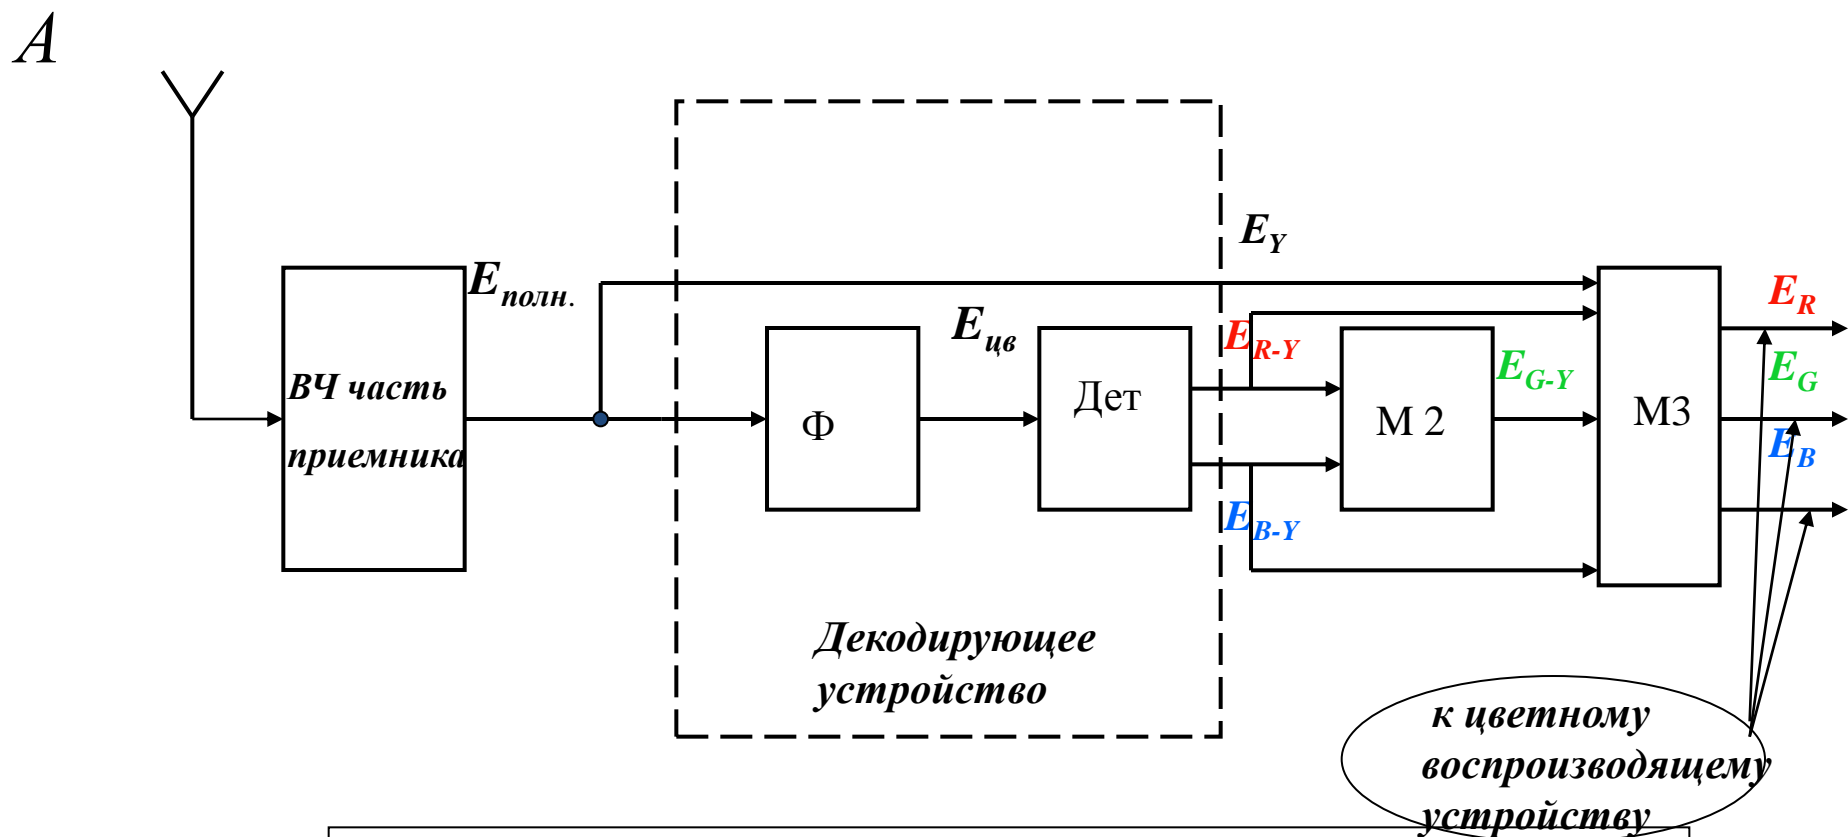 A
E_Y
E_полн.
E_R
E_цв
E_R-Y
E_G-Y
E_G
ВЧ часть
приемника
Ф
Дет
М 2
М3
E_B
E_B-Y
Декодирующее
устройство
к цветному
воспроизводящему
устройству